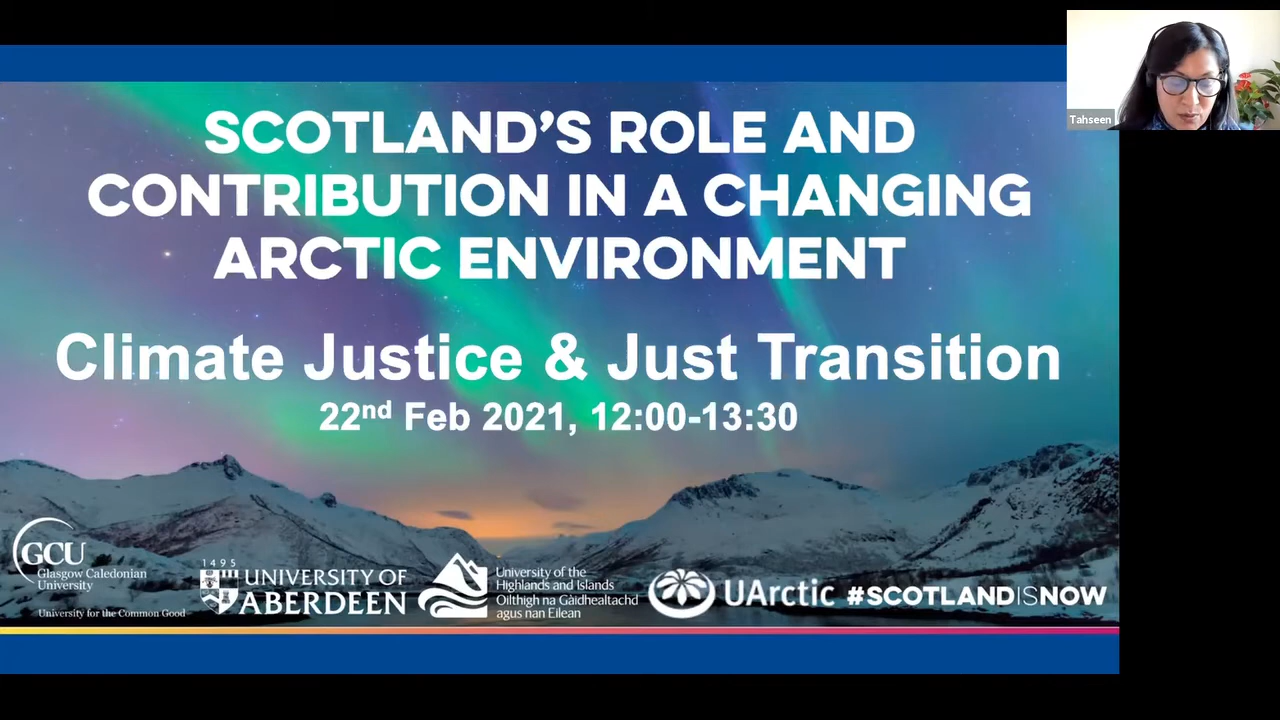 SCOTLAND'S ROLE AND
CONTRIBUTION IN A CHANGING
ARCTIC ENVIRONMENT
Climate Justice & Just Transition
22nd Feb 2021, 12:00-13:30
Tahseen
GCU
Glasgow Caledonian
University
University for the Common Good
1495
UNIVERSITY OF
ABERDEEN
University of the
Highlands and Islands
Oilthigh na Gàidhealtachd
agus nan Eilean
UArctic
#SCOTLANDISNOW